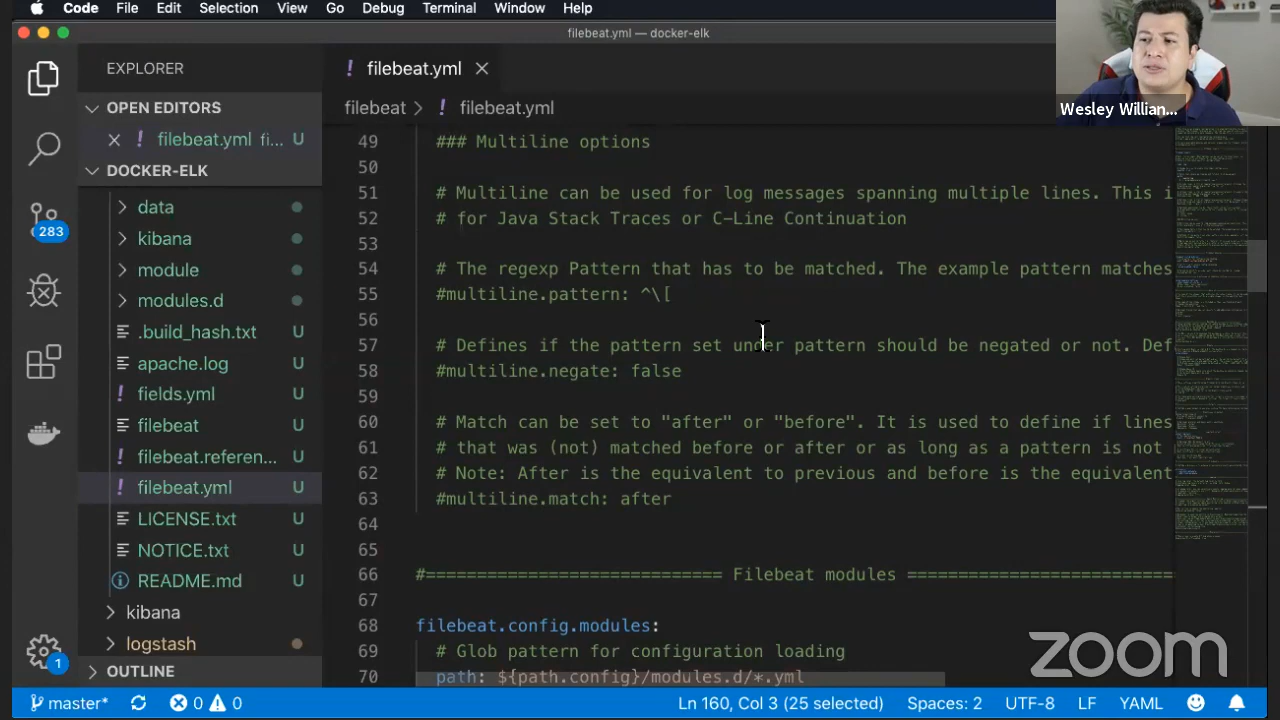 Code File Edit Selection View Go Debug Terminal Window Help
filebeat.yml — docker-elk
EXPLORER
! filebeat.yml ×
OPEN EDITORS
filebeat > ! filebeat.yml
Wesley Willian...
× ! filebeat.yml fi... U
DOCKER-ELK
data
kibana
module
modules.d
.build_hash.txt U
apache.log U
! fields.yml U
filebeat U
filebeat.referen... U
! filebeat.yml U
LICENSE.txt U
NOTICE.txt U
README.md U
kibana
logstash
OUTLINE
283
1
49 ### Multiline options
50
51 # Multiline can be used for log messages spanning multiple lines. This i
52 # for Java Stack Traces or C-Line Continuation
53
54 # The regexp Pattern that has to be matched. The example pattern matches
55 #multiline.pattern: ^\[
56
57 # Defines if the pattern set under pattern should be negated or not. Def
58 #multiline.negate: false
59
60 # Match can be set to "after" or "before". It is used to define if lines
61 # that was (not) matched before or after or as long as a pattern is not
62 # Note: After is the equivalent to previous and before is the equivalent
63 #multiline.match: after
64
65
66 #=========================== Filebeat modules ==========================
67
68 filebeat.config.modules:
69 # Glob pattern for configuration loading
70 path: ${path.config}/modules.d/*.yml
zoom
master* 0 0 Ln 160, Col 3 (25 selected) Spaces: 2 UTF-8 LF YAML